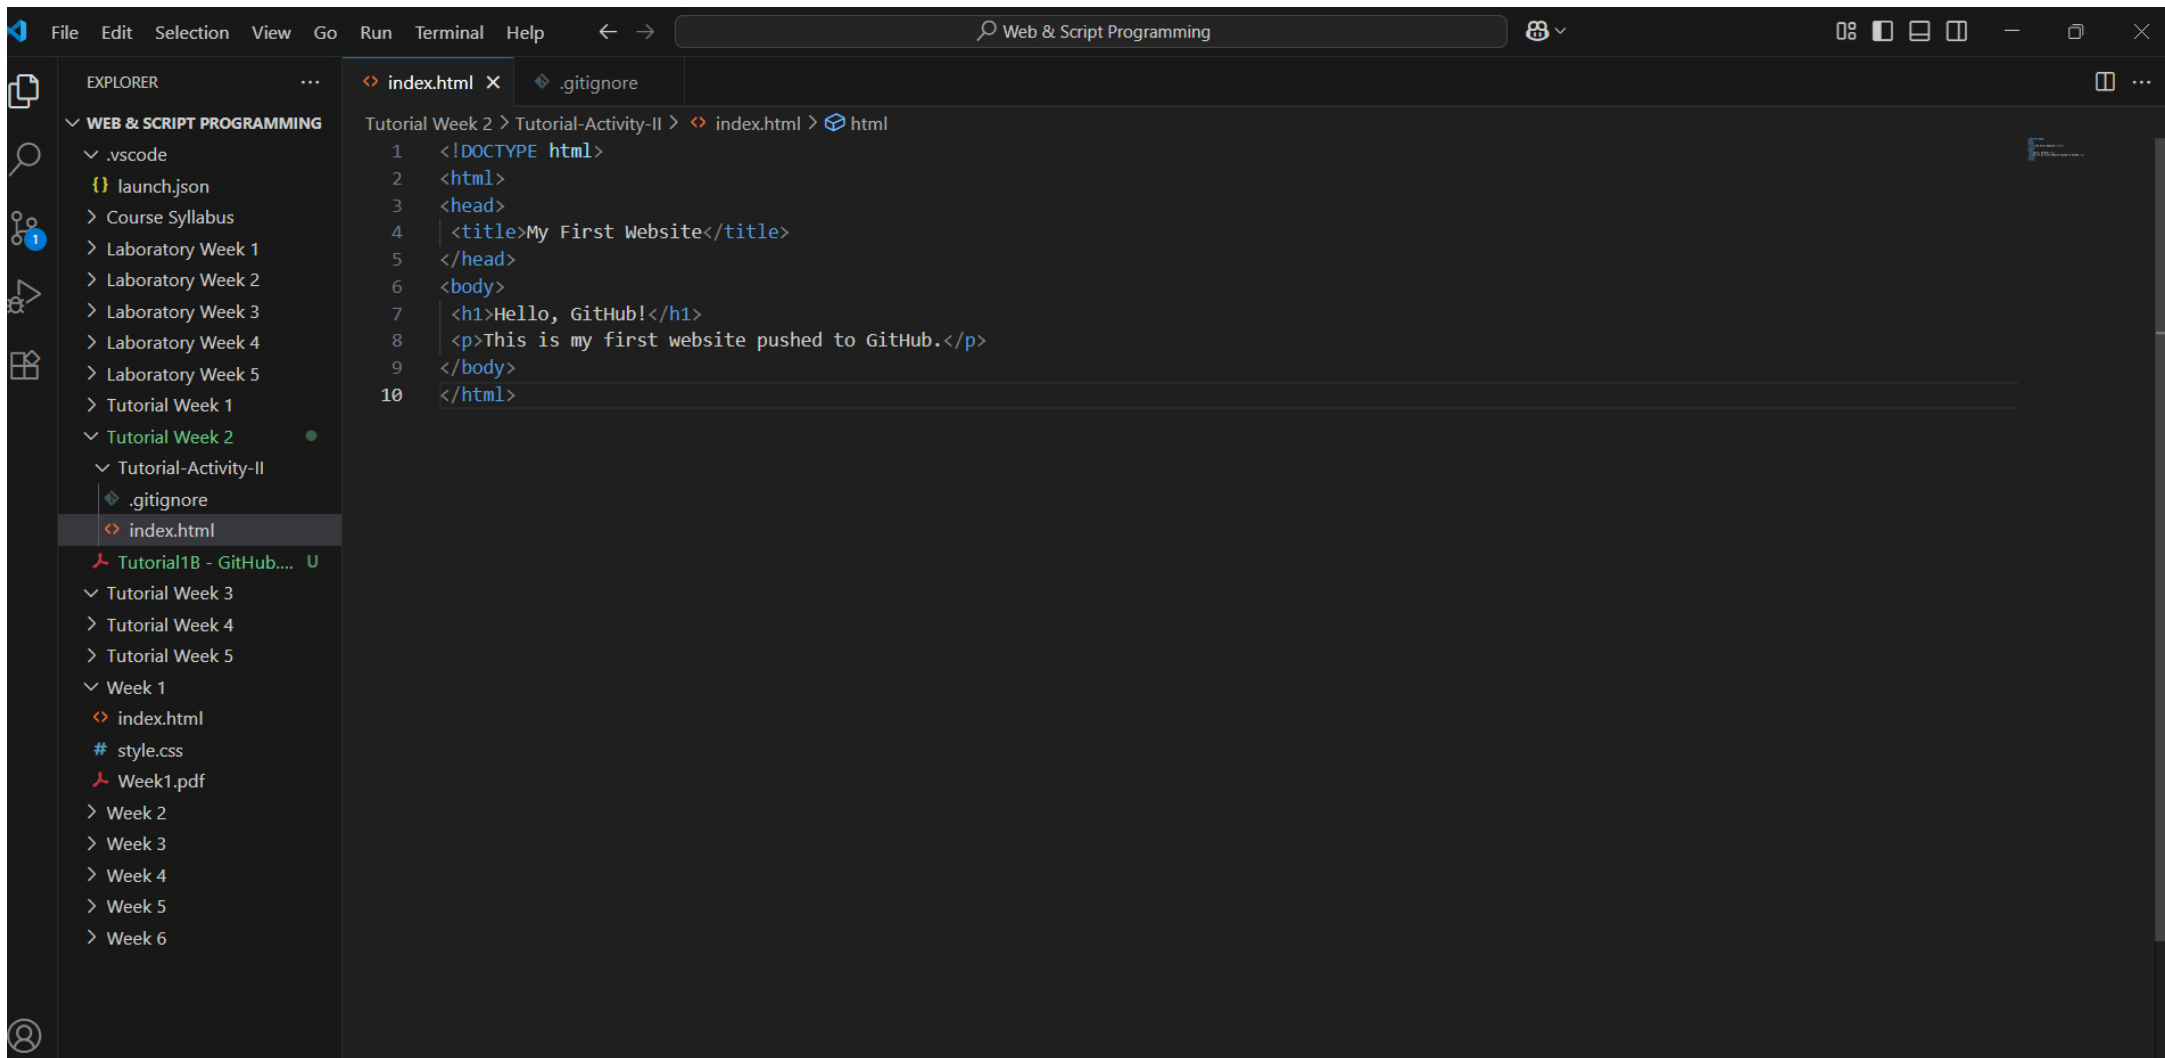 File Edit Selection View Go Run Terminal Help
Web & Script Programming
EXPLORER
WEB & SCRIPT PROGRAMMING
.vscode
{} launch.json
Course Syllabus
Laboratory Week 1
Laboratory Week 2
Laboratory Week 3
Laboratory Week 4
Laboratory Week 5
Tutorial Week 1
Tutorial Week 2
Tutorial-Activity-II
.gitignore
index.html
Tutorial1B - GitHub.... U
Tutorial Week 3
Tutorial Week 4
Tutorial Week 5
Week 1
index.html
# style.css
Week1.pdf
Week 2
Week 3
Week 4
Week 5
Week 6
1
index.html .gitignore
Tutorial Week 2 > Tutorial-Activity-II > index.html > html
1 <!DOCTYPE html>
2 <html>
3 <head>
4 <title>My First Website</title>
5 </head>
6 <body>
7 <h1>Hello, GitHub!</h1>
8 <p>This is my first website pushed to GitHub.</p>
9 </body>
10 </html>